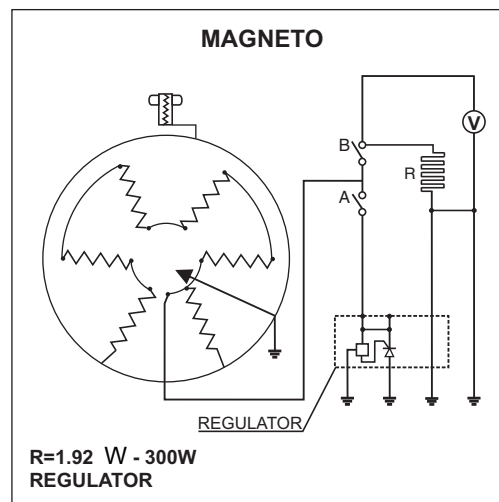 MAGNETO
V
B
R
A
REGULATOR
R=1.92 W - 300W
REGULATOR